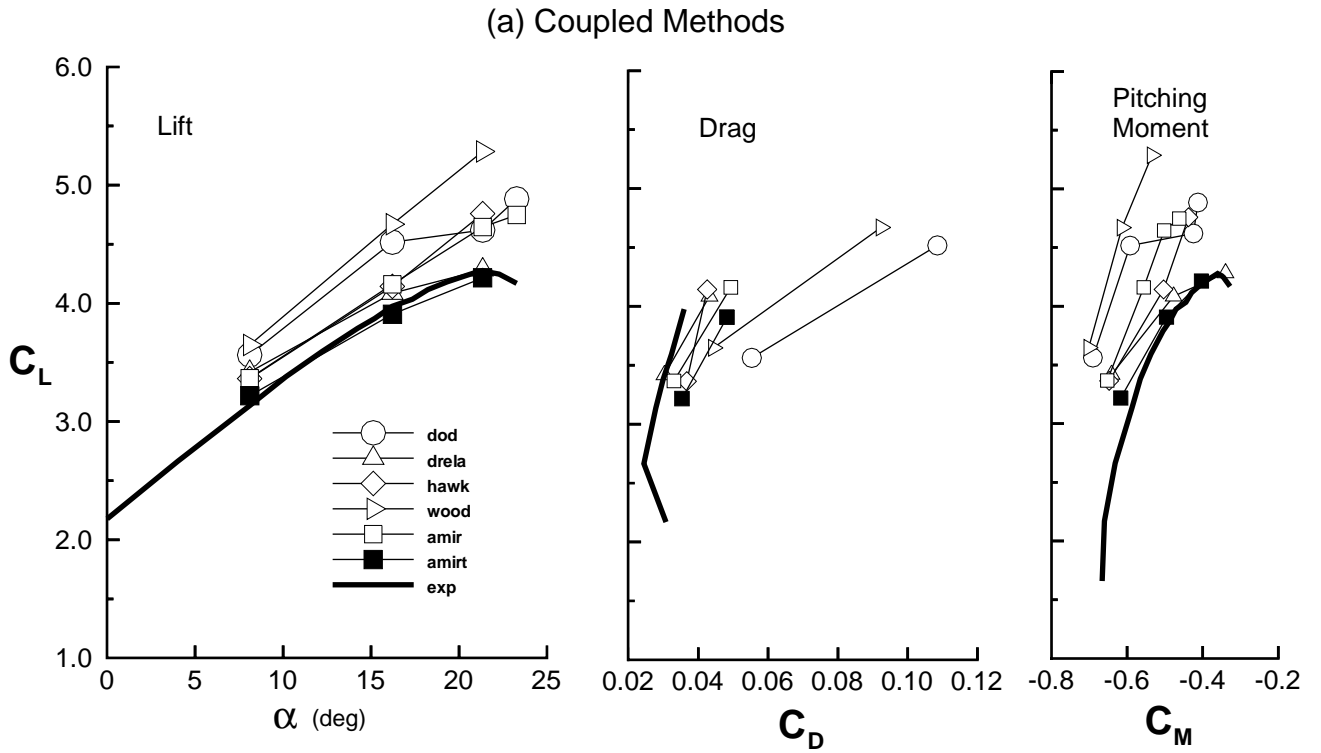 (a) Coupled Methods
6.0
5.0
4.0
3.0
2.0
1.0
C_L
Lift
dod
drela
hawk
wood
amir
amirt
exp
0 5 10 15 20 25
α (deg)
Drag
0.02 0.04 0.06 0.08 0.10 0.12
C_D
Pitching
Moment
-0.8 -0.6 -0.4 -0.2
C_M